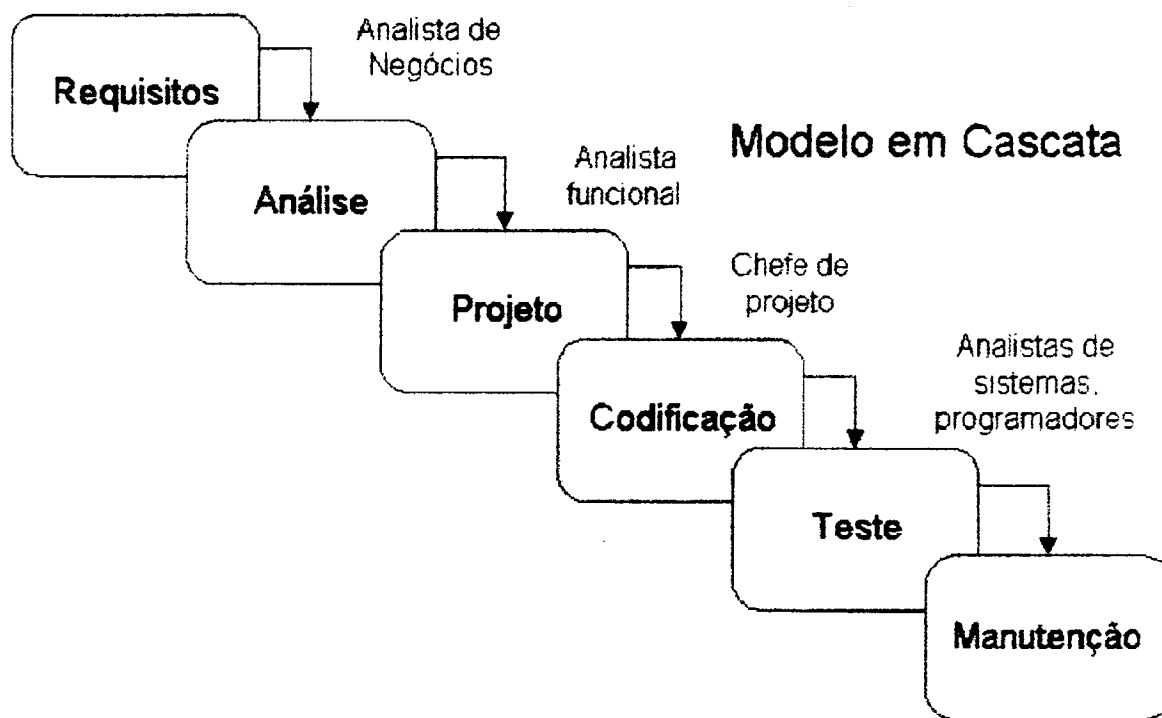 Analista de
Negócios
Requisitos
Modelo em Cascata
Analista
funcional
Análise
Chefe de
projeto
Projeto
Analistas de
sistemas,
programadores
Codificação
Teste
Manutenção